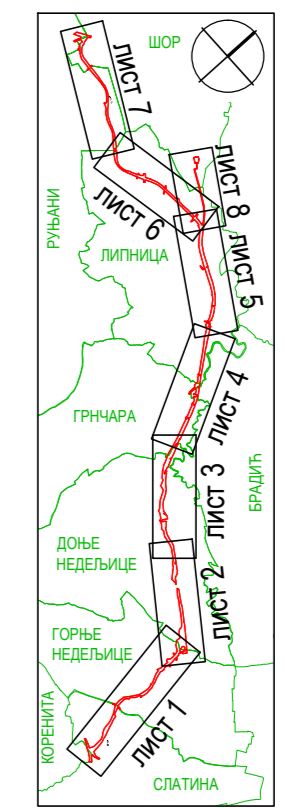 ШОР
ЛИСТ 7
ЛИСТ 8
РУЊАНИ
ЛИСТ 6
ЛИПНИЦА
ЛИСТ 5
ЛИСТ 4
ГРНЧАРА
ЛИСТ 3
БРАДИЋ
ДОЊЕ
НЕДЕЉИЦЕ
ЛИСТ 2
ГОРЊЕ
НЕДЕЉИЦЕ
КОРЕНИТА
ЛИСТ 1
СЛАТИНА